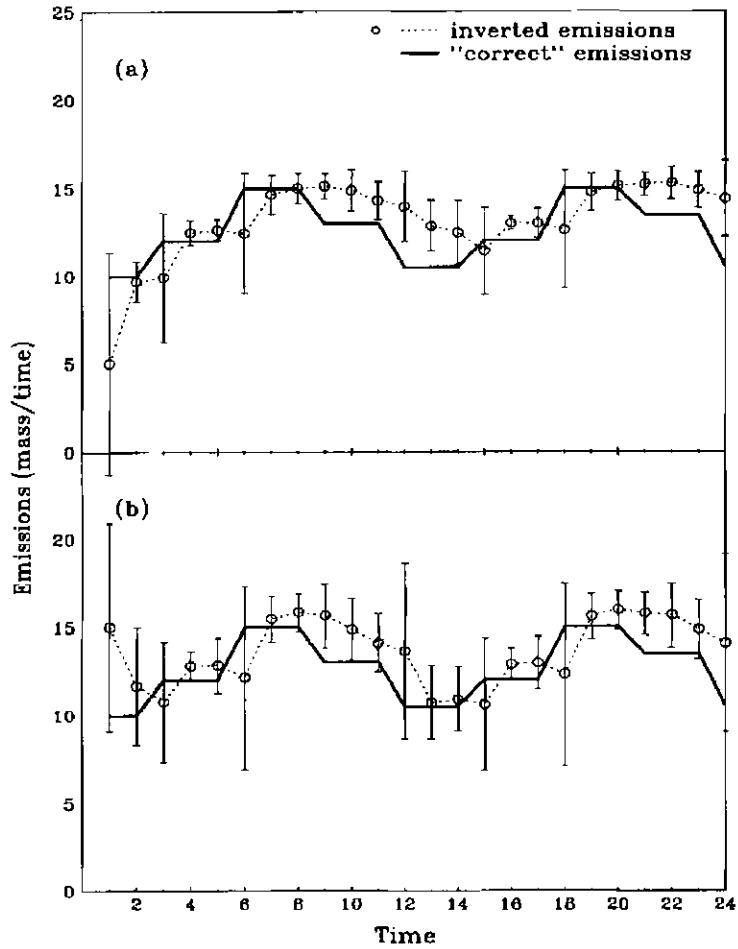 25
inverted emissions
"correct" emissions
(a)
20
15
10
5
0
Emissions (mass/time)
(b)
20
15
10
5
0
2 4 6 8 10 12 14 16 18 20 22 24
Time